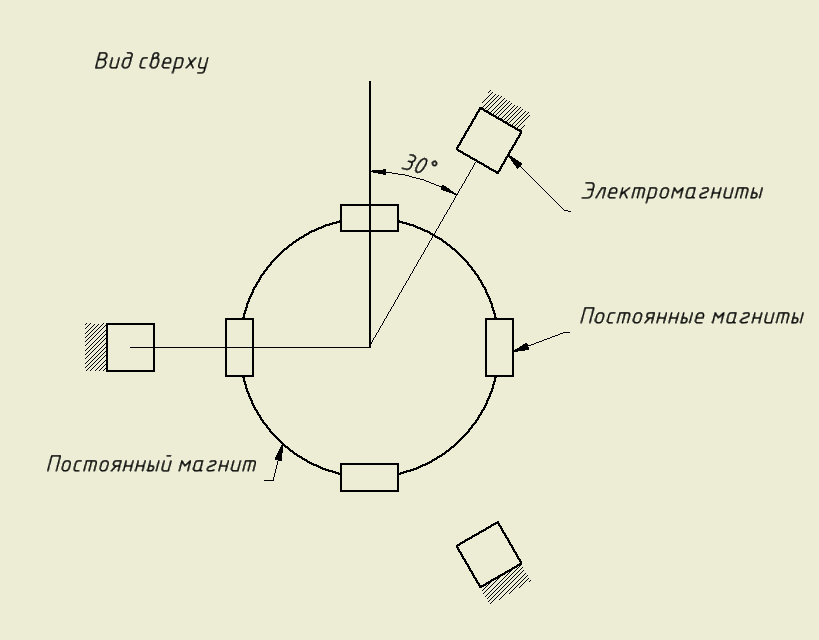 Вид сверху
30°
Электромагниты
Постоянные магниты
Постоянный магнит